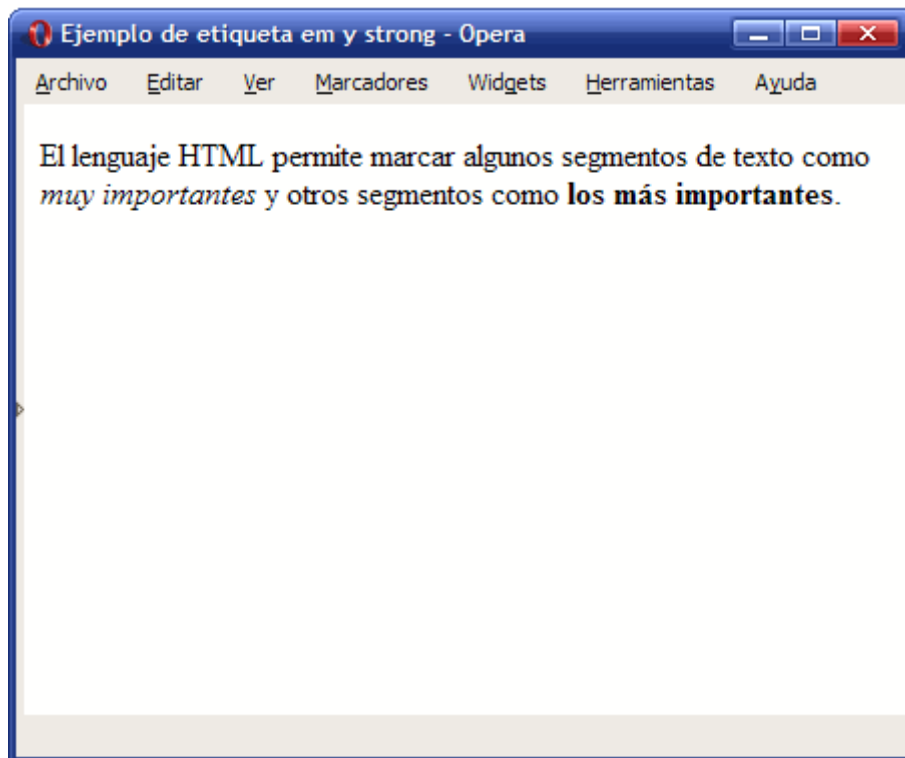 Ejemplo de etiqueta em y strong - Opera
Archivo Editar Ver Marcadores Widgets Herramientas Ayuda
El lenguaje HTML permite marcar algunos segmentos de texto como
muy importantes y otros segmentos como los más importantes.